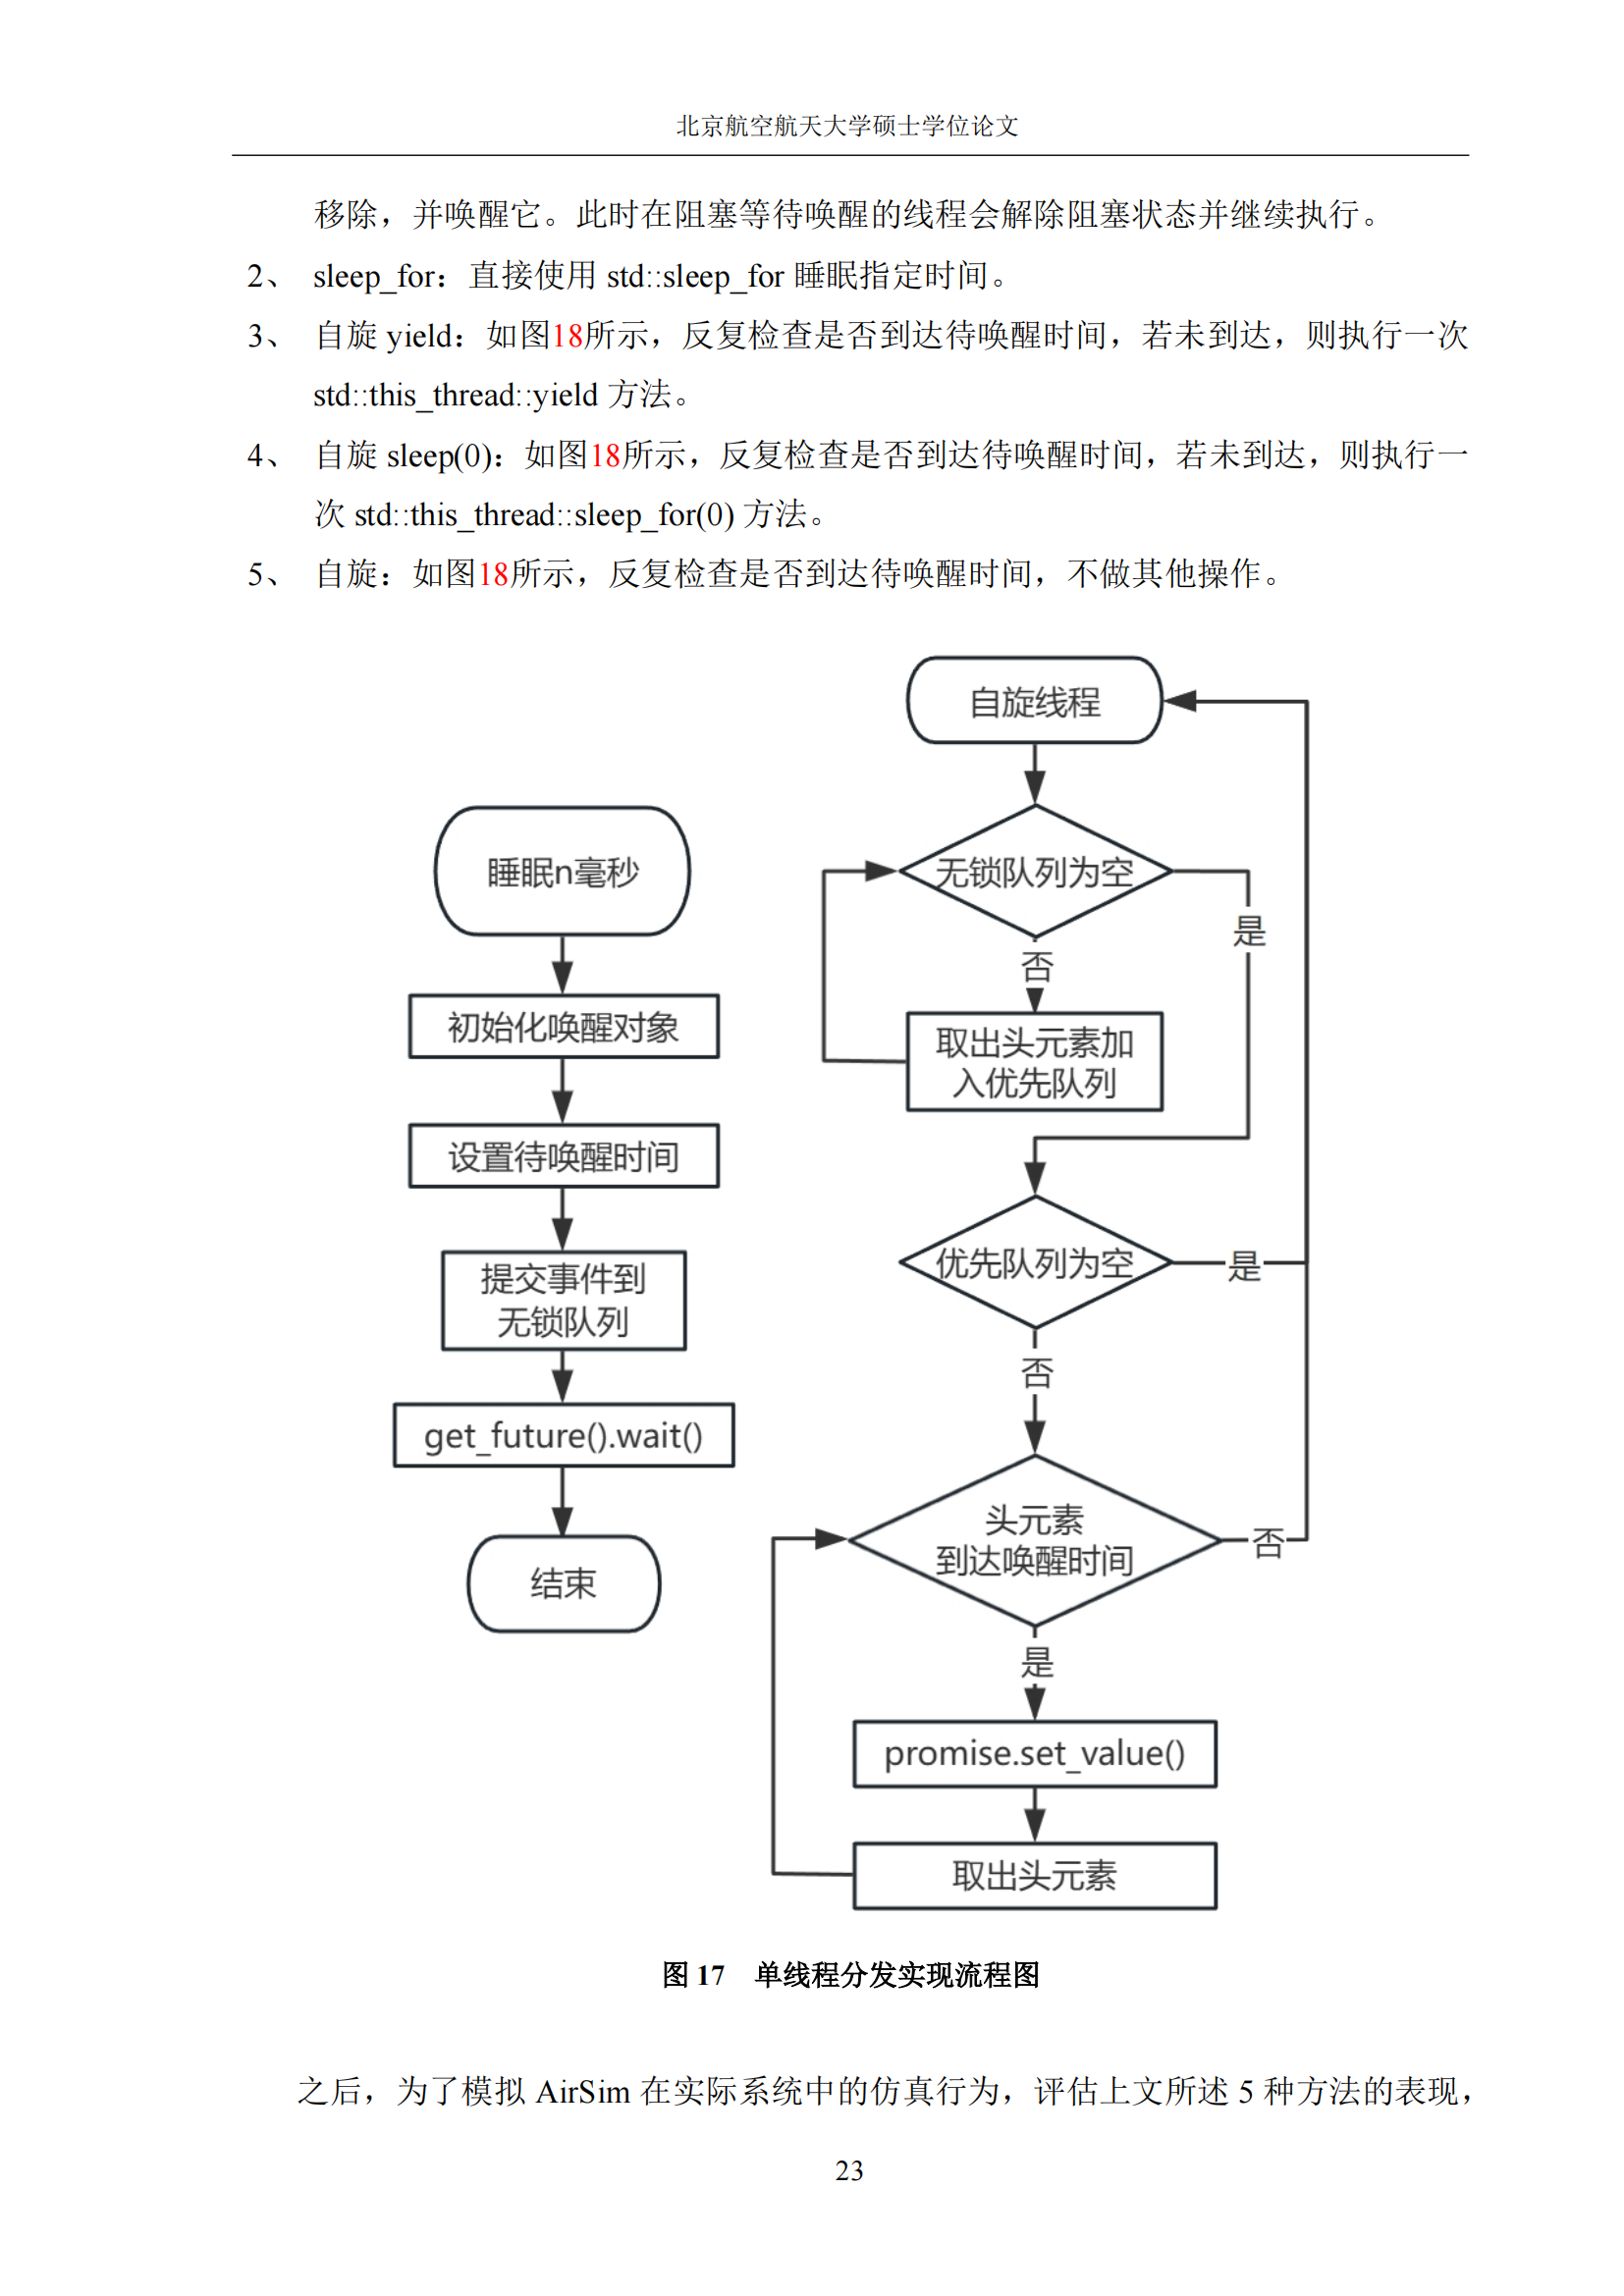 北京航空航天大学硕士学位论文
移除，并唤醒它。此时在阻塞等待唤醒的线程会解除阻塞状态并继续执行。
2、 sleep_for：直接使用 std::sleep_for 睡眠指定时间。
3、 自旋 yield：如图18所示，反复检查是否到达待唤醒时间，若未到达，则执行一次
std::this_thread::yield 方法。
4、 自旋 sleep(0)：如图18所示，反复检查是否到达待唤醒时间，若未到达，则执行一
次 std::this_thread::sleep_for(0) 方法。
5、 自旋：如图18所示，反复检查是否到达待唤醒时间，不做其他操作。
睡眠n毫秒
初始化唤醒对象
设置待唤醒时间
提交事件到
无锁队列
get_future().wait()
结束
自旋线程
无锁队列为空
是
否
取出头元素加
入优先队列
优先队列为空
是
否
头元素
到达唤醒时间
否
是
promise.set_value()
取出头元素
图 17 单线程分发实现流程图
之后，为了模拟 AirSim 在实际系统中的仿真行为，评估上文所述 5 种方法的表现，
23